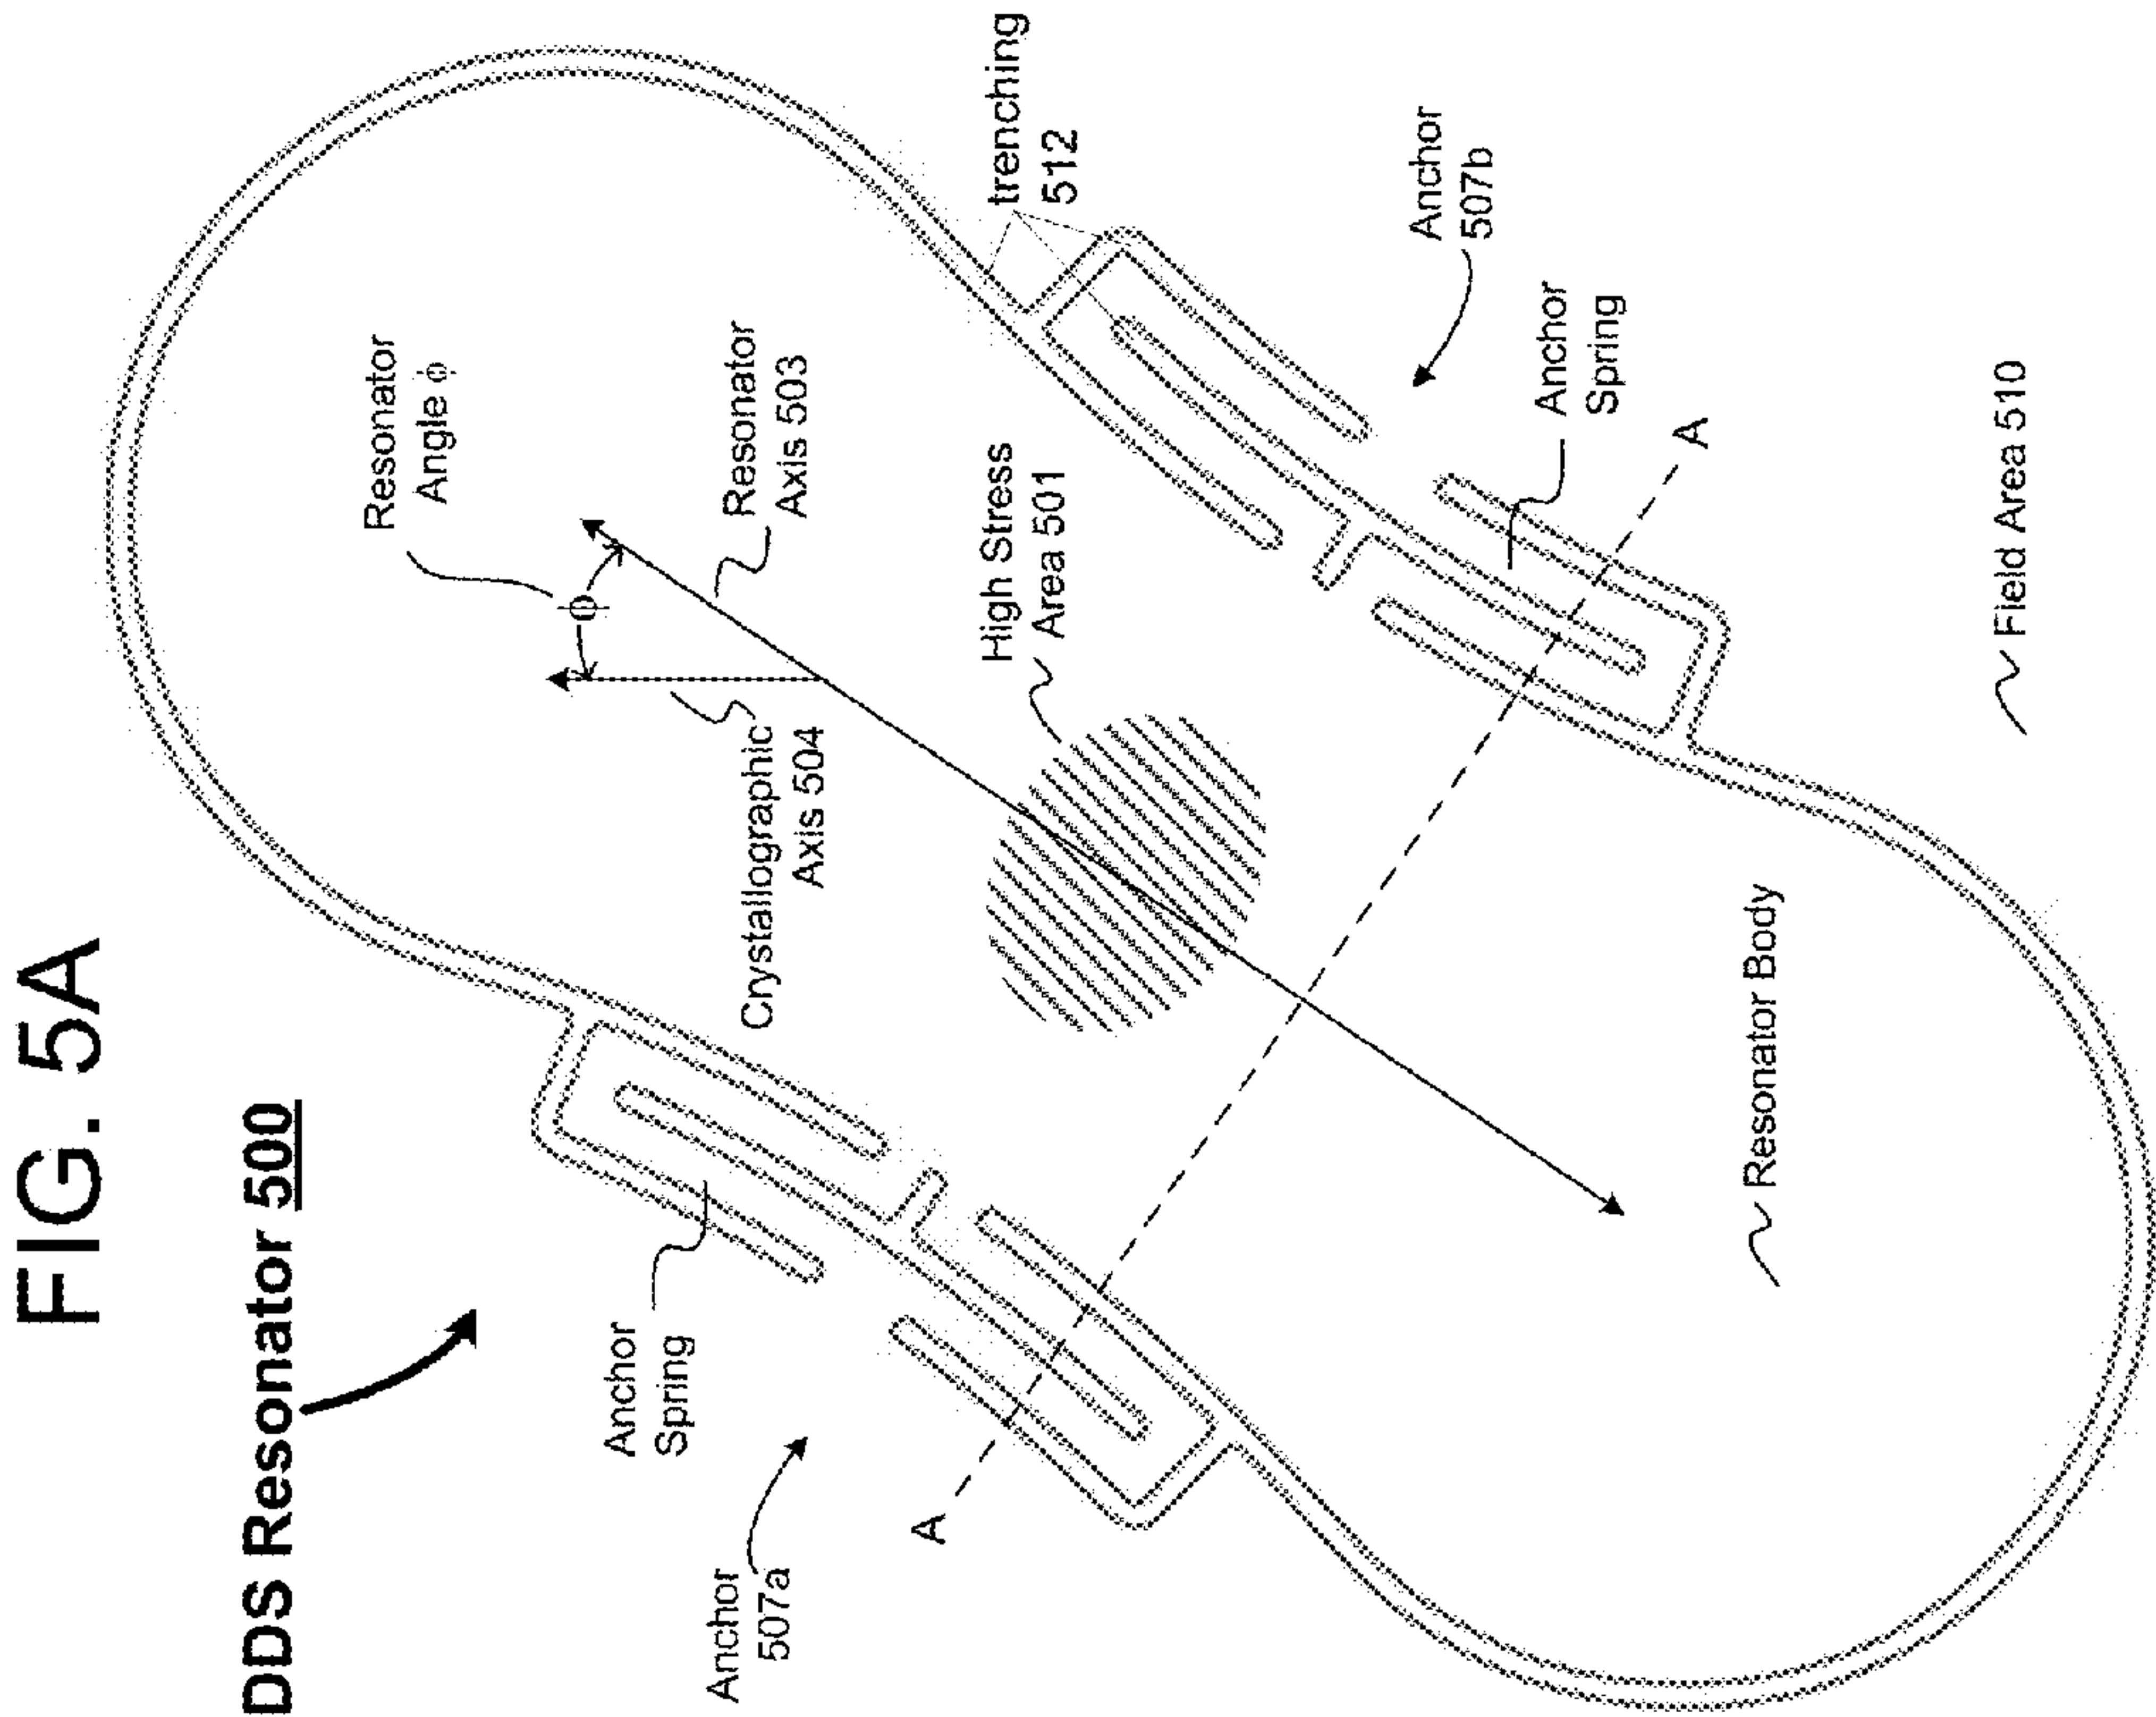 FIG. 5A
DDS Resonator 500
Resonator
Angle ϕ
ϕ
Resonator
Axis 503
Crystallographic
Axis 504
trenching
512
Anchor
507b
High Stress
Area 501
Anchor
Spring
A
Anchor
Spring
Anchor
507a
A
Resonator Body
Field Area 510